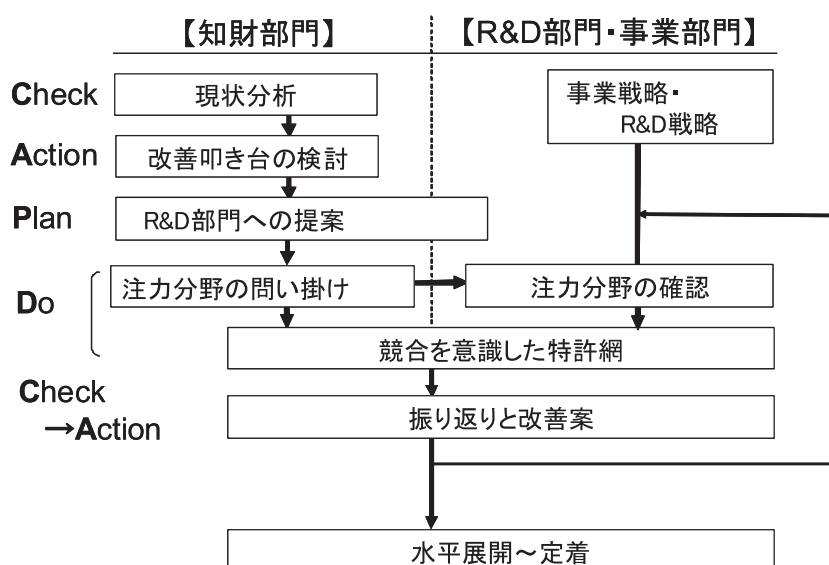 【知財部門】
【R&D部門・事業部門】
Check
現状分析
事業戦略・
R&D戦略
Action
改善叩き台の検討
Plan
R&D部門への提案
Do
注力分野の問い掛け
注力分野の確認
競合を意識した特許網
Check
→Action
振り返りと改善案
水平展開～定着